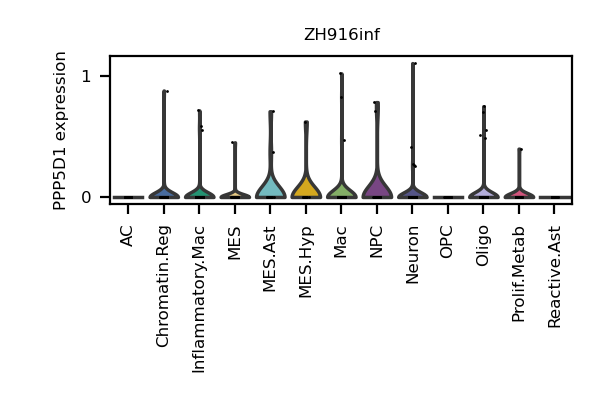 ZH916inf
PPP5D1 expression
1
0
AC
Chromatin.Reg
Inflammatory.Mac
MES
MES.Ast
MES.Hyp
Mac
NPC
Neuron
OPC
Oligo
Prolif.Metab
Reactive.Ast